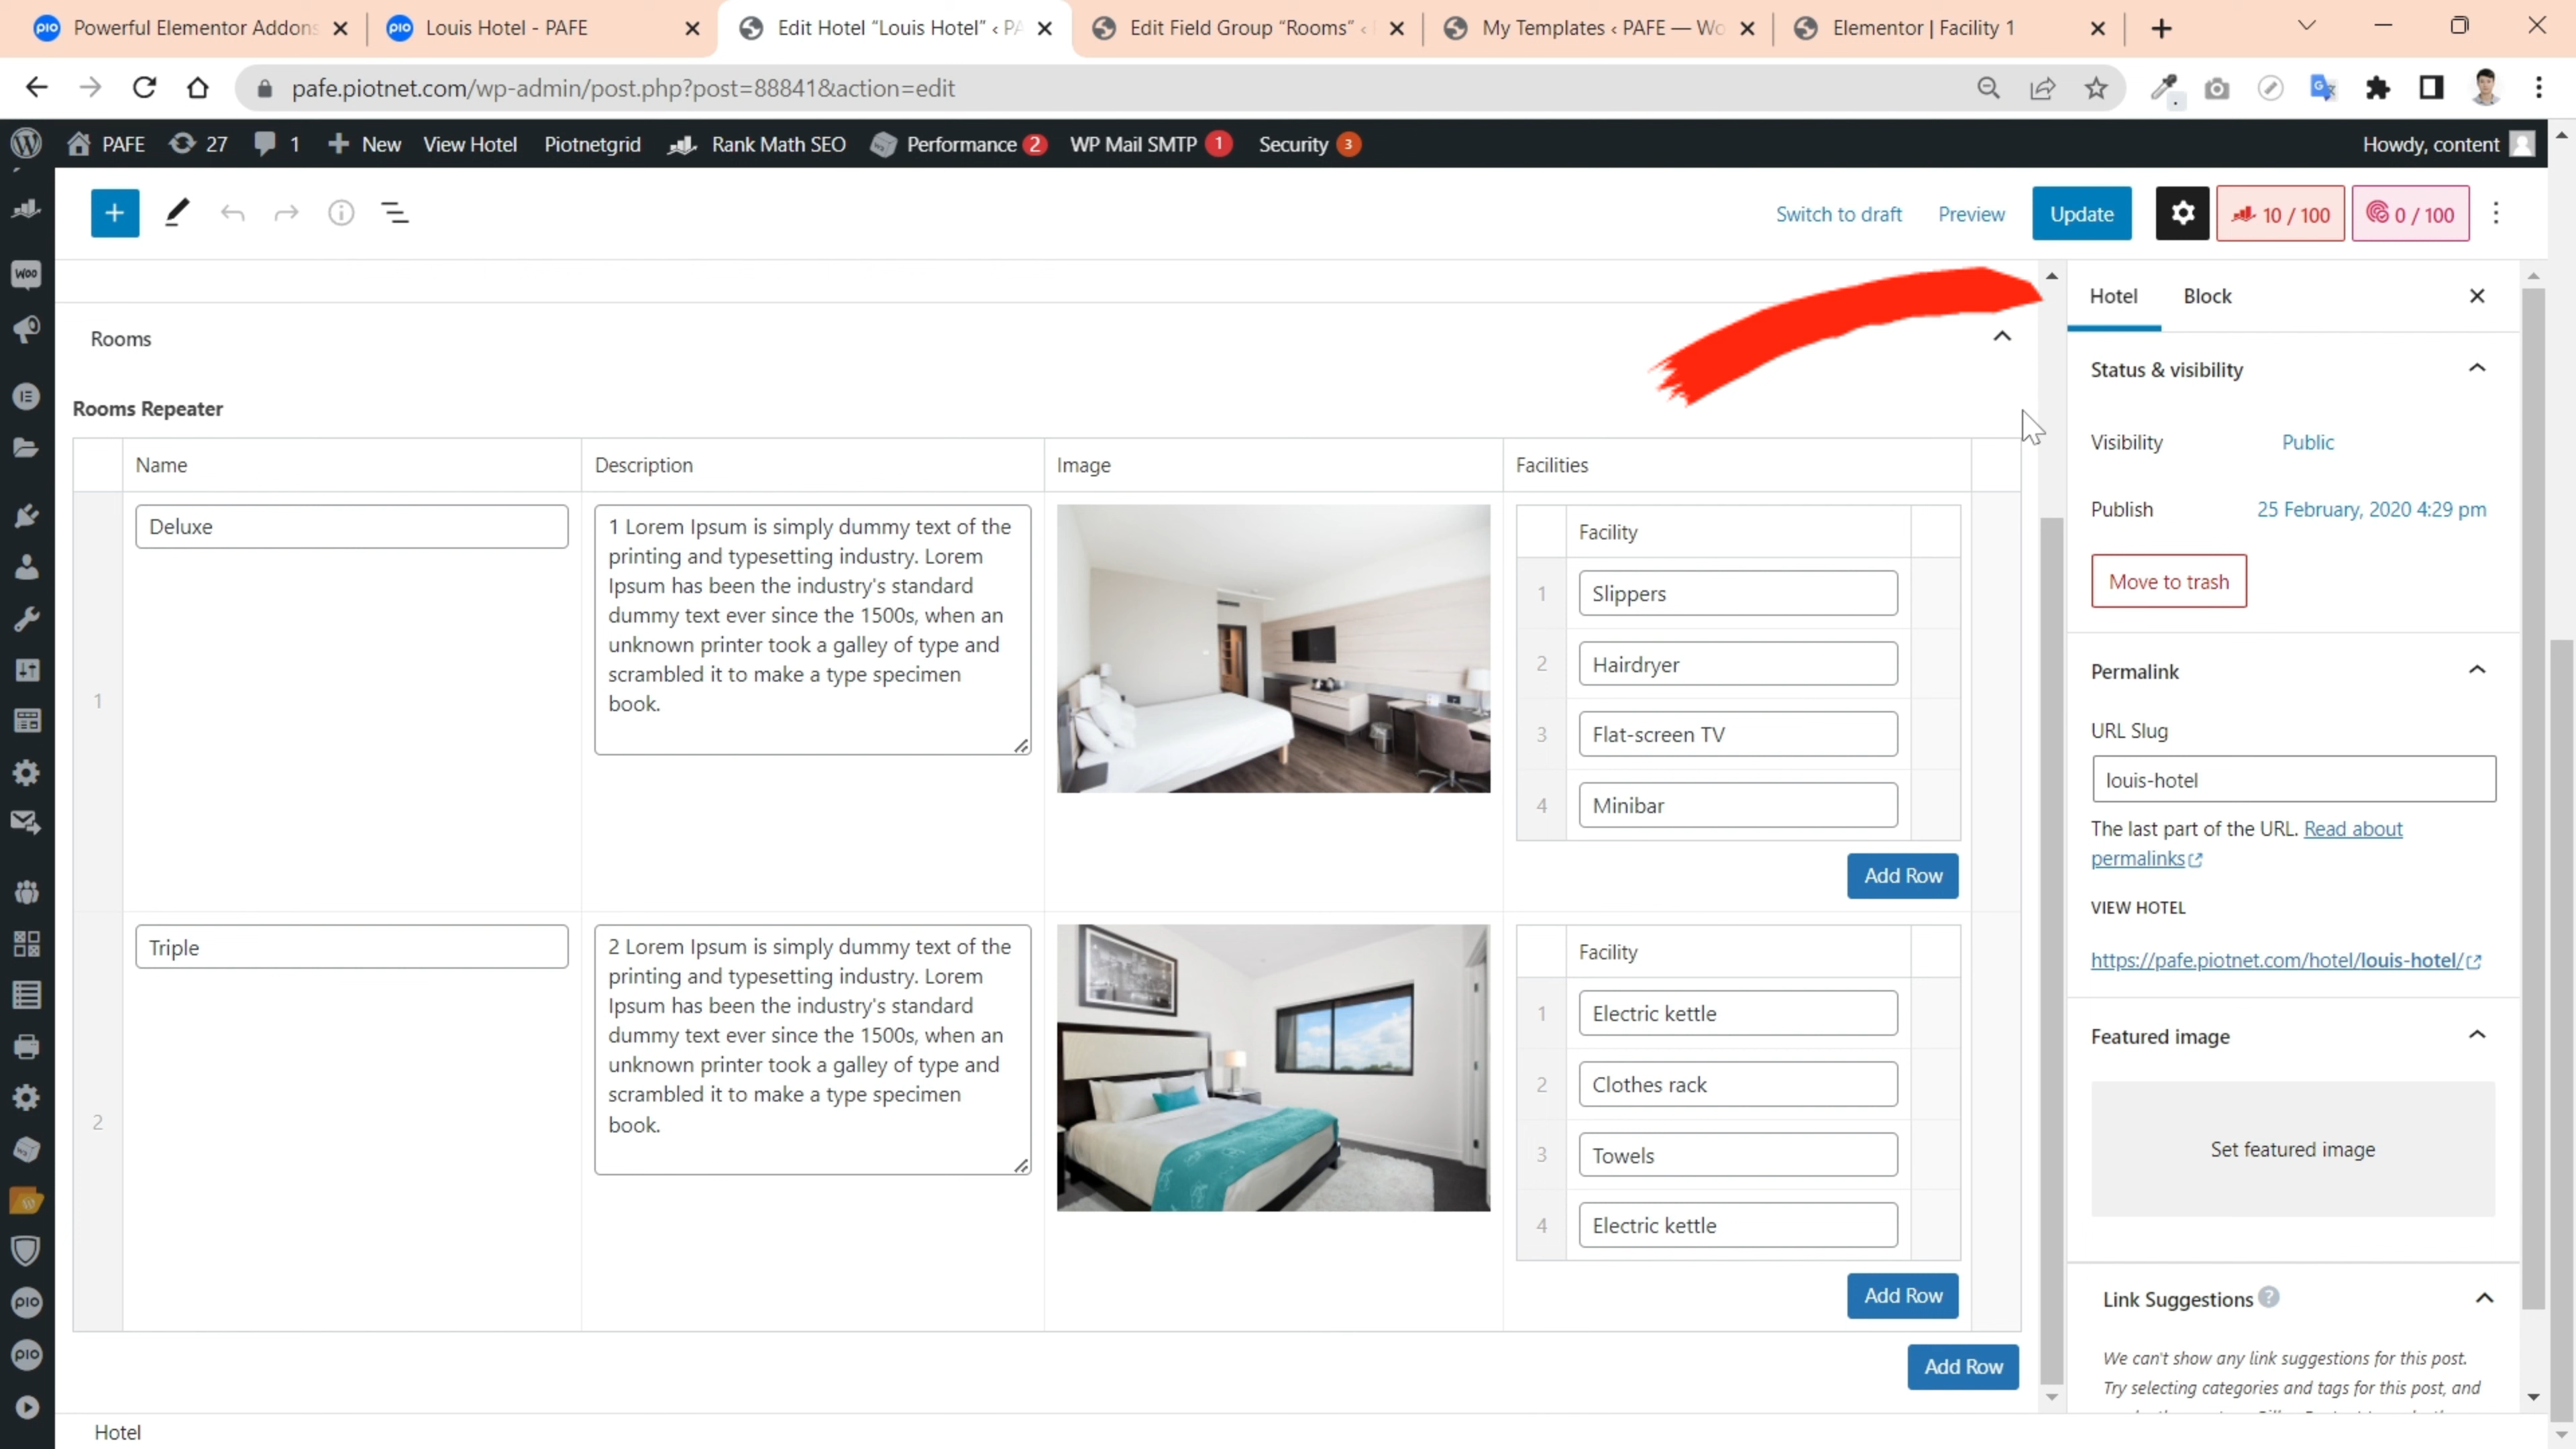 Powerful Elementor Addons
Louis Hotel - PAFE
Edit Hotel “Louis Hotel” ‹ PA
Edit Field Group “Rooms” ‹
My Templates ‹ PAFE — Wo
Elementor | Facility 1
pafe.piotnet.com/wp-admin/post.php?post=88841&action=edit
PAFE
27
1
New
View Hotel
Piotnetgrid
Rank Math SEO
Performance 2
WP Mail SMTP 1
Security 3
Howdy, content
Switch to draft
Preview
Update
10 / 100
0 / 100
Rooms
Rooms Repeater
Name
Description
Image
Facilities
1
Deluxe
1 Lorem Ipsum is simply dummy text of the
printing and typesetting industry. Lorem
Ipsum has been the industry's standard
dummy text ever since the 1500s, when an
unknown printer took a galley of type and
scrambled it to make a type specimen
book.
Facility
1 Slippers
2 Hairdryer
3 Flat-screen TV
4 Minibar
Add Row
2
Triple
2 Lorem Ipsum is simply dummy text of the
printing and typesetting industry. Lorem
Ipsum has been the industry's standard
dummy text ever since the 1500s, when an
unknown printer took a galley of type and
scrambled it to make a type specimen
book.
Facility
1 Electric kettle
2 Clothes rack
3 Towels
4 Electric kettle
Add Row
Add Row
Hotel
Hotel
Block
Status & visibility
Visibility
Public
Publish
25 February, 2020 4:29 pm
Move to trash
Permalink
URL Slug
louis-hotel
The last part of the URL. Read about
permalinks
VIEW HOTEL
https://pafe.piotnet.com/hotel/louis-hotel/
Featured image
Set featured image
Link Suggestions ?
We can't show any link suggestions for this post.
Try selecting categories and tags for this post, and
Woo
pio
pio
pio
pio